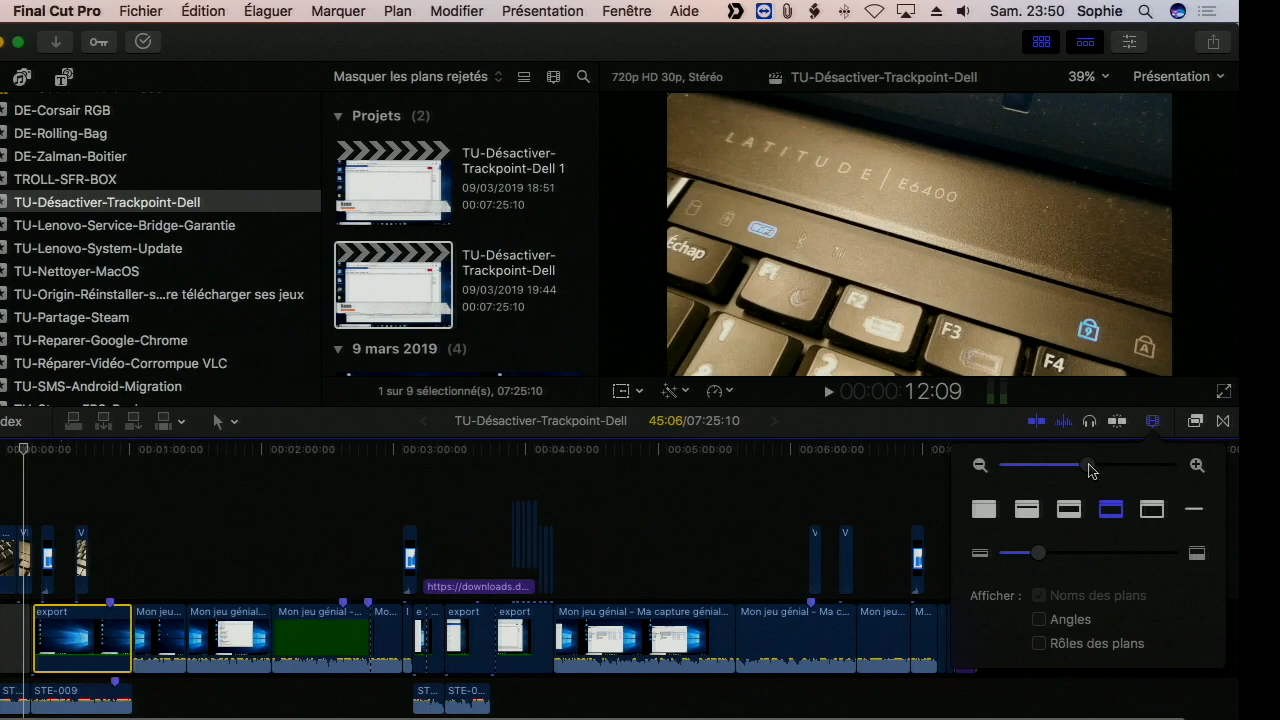 Final Cut Pro Fichier Édition Élaguer Marquer Plan Modifier Présentation Fenêtre Aide Sam. 23:50 Sophie
Masquer les plans rejetés 720p HD 30p, Stéréo TU-Désactiver-Trackpoint-Dell 39% Présentation
DE-Corsair RGB
DE-Rolling-Bag
DE-Zalman-Boitier
TROLL-SFR-BOX
TU-Désactiver-Trackpoint-Dell
TU-Lenovo-Service-Bridge-Garantie
TU-Lenovo-System-Update
TU-Nettoyer-MacOS
TU-Origin-Réinstaller-s...re télécharger ses jeux
TU-Partage-Steam
TU-Reparer-Google-Chrome
TU-Réparer-Vidéo-Corrompue VLC
TU-SMS-Android-Migration
Projets (2)
TU-Désactiver-
Trackpoint-Dell 1
09/03/2019 18:51
00:07:25:10
TU-Désactiver-
Trackpoint-Dell
09/03/2019 19:44
00:07:25:10
9 mars 2019 (4)
1 sur 9 sélectionné(s), 07:25:10
LATITUDE | E6400
Échap
F1
F2
F3
F4
1
2
A
00:00:12:09
dex TU-Désactiver-Trackpoint-Dell 45:06/07:25:10
00:00:00:00 00:01:00:00 00:02:00:00 00:03:00:00 00:04:00:00 00:05:00:00 00:06:00:00
... V V V V
https://downloads.d...
export Mon jeu... Mon jeu génial... Mon jeu génial -... Mo... e ... export export Mon jeu génial - Ma capture génial... Mon jeu génial - Ma c... Mon jeu... M...
ST... STE-009 ST... STE-0...
Afficher : Noms des plans
Angles
Rôles des plans